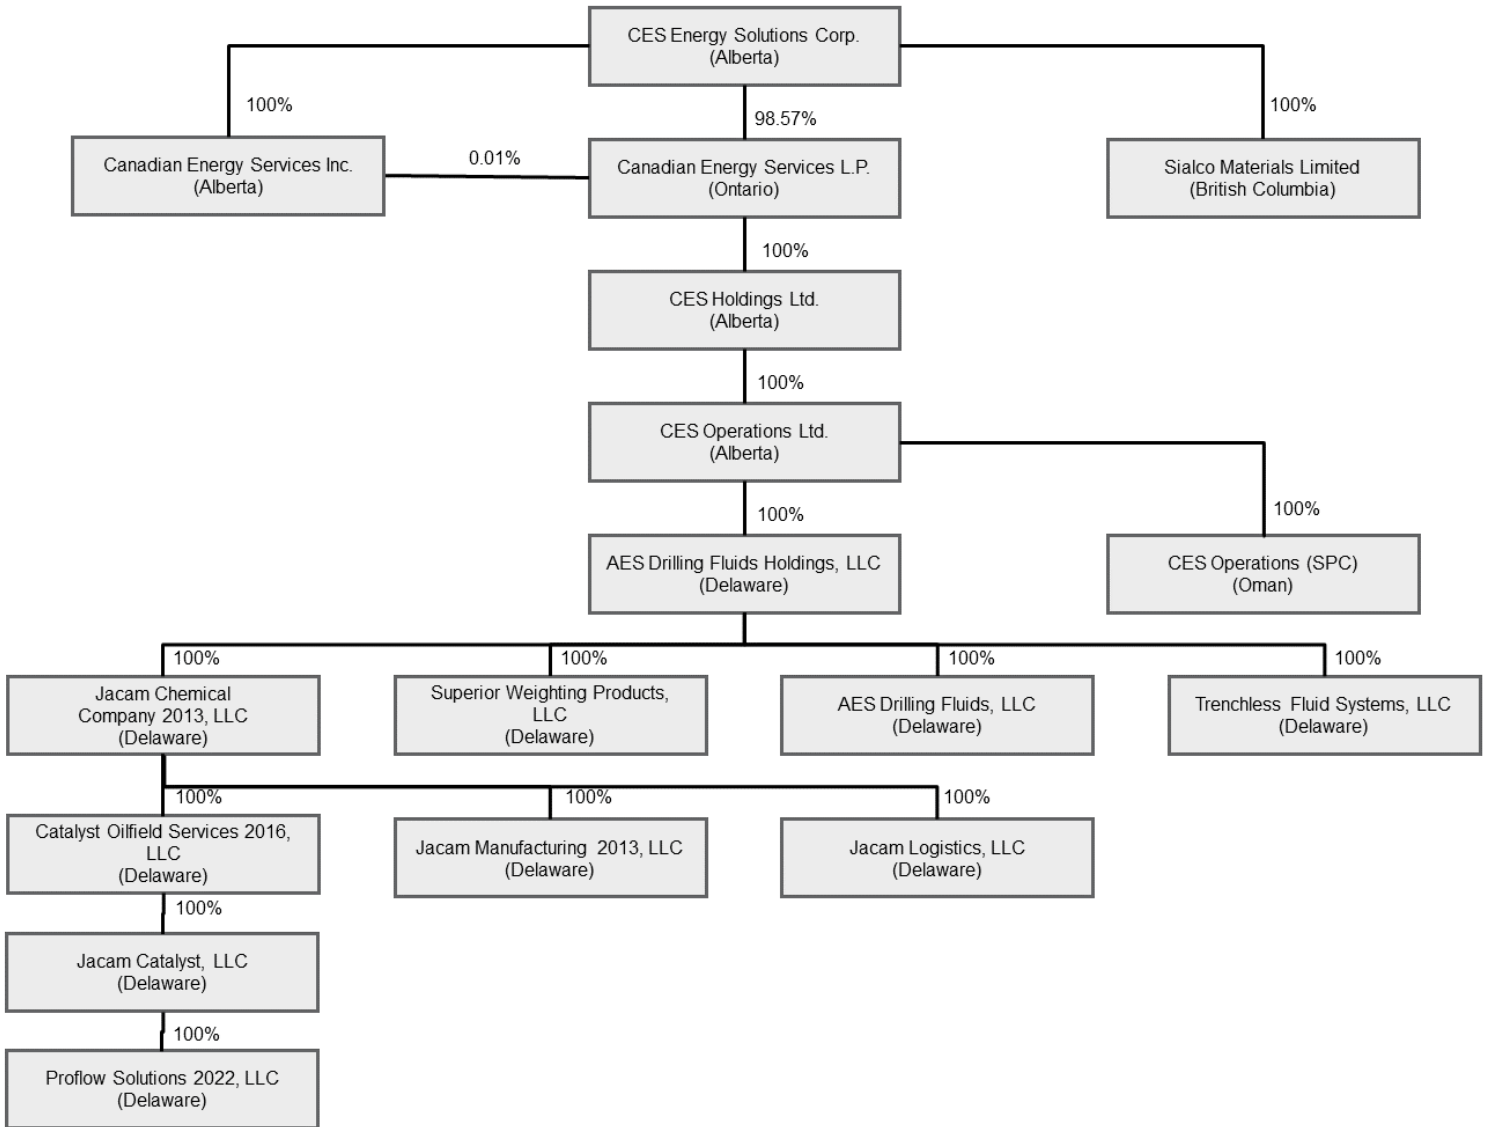 CES Energy Solutions Corp.
(Alberta)
100%
98.57%
100%
Canadian Energy Services Inc.
(Alberta)
0.01%
Canadian Energy Services L.P.
(Ontario)
Sialco Materials Limited
(British Columbia)
100%
CES Holdings Ltd.
(Alberta)
100%
CES Operations Ltd.
(Alberta)
100%
100%
AES Drilling Fluids Holdings, LLC
(Delaware)
CES Operations (SPC)
(Oman)
100%
100%
100%
100%
Jacam Chemical
Company 2013, LLC
(Delaware)
Superior Weighting Products,
LLC
(Delaware)
AES Drilling Fluids, LLC
(Delaware)
Trenchless Fluid Systems, LLC
(Delaware)
100%
100%
100%
Catalyst Oilfield Services 2016,
LLC
(Delaware)
Jacam Manufacturing 2013, LLC
(Delaware)
Jacam Logistics, LLC
(Delaware)
100%
Jacam Catalyst, LLC
(Delaware)
100%
Proflow Solutions 2022, LLC
(Delaware)